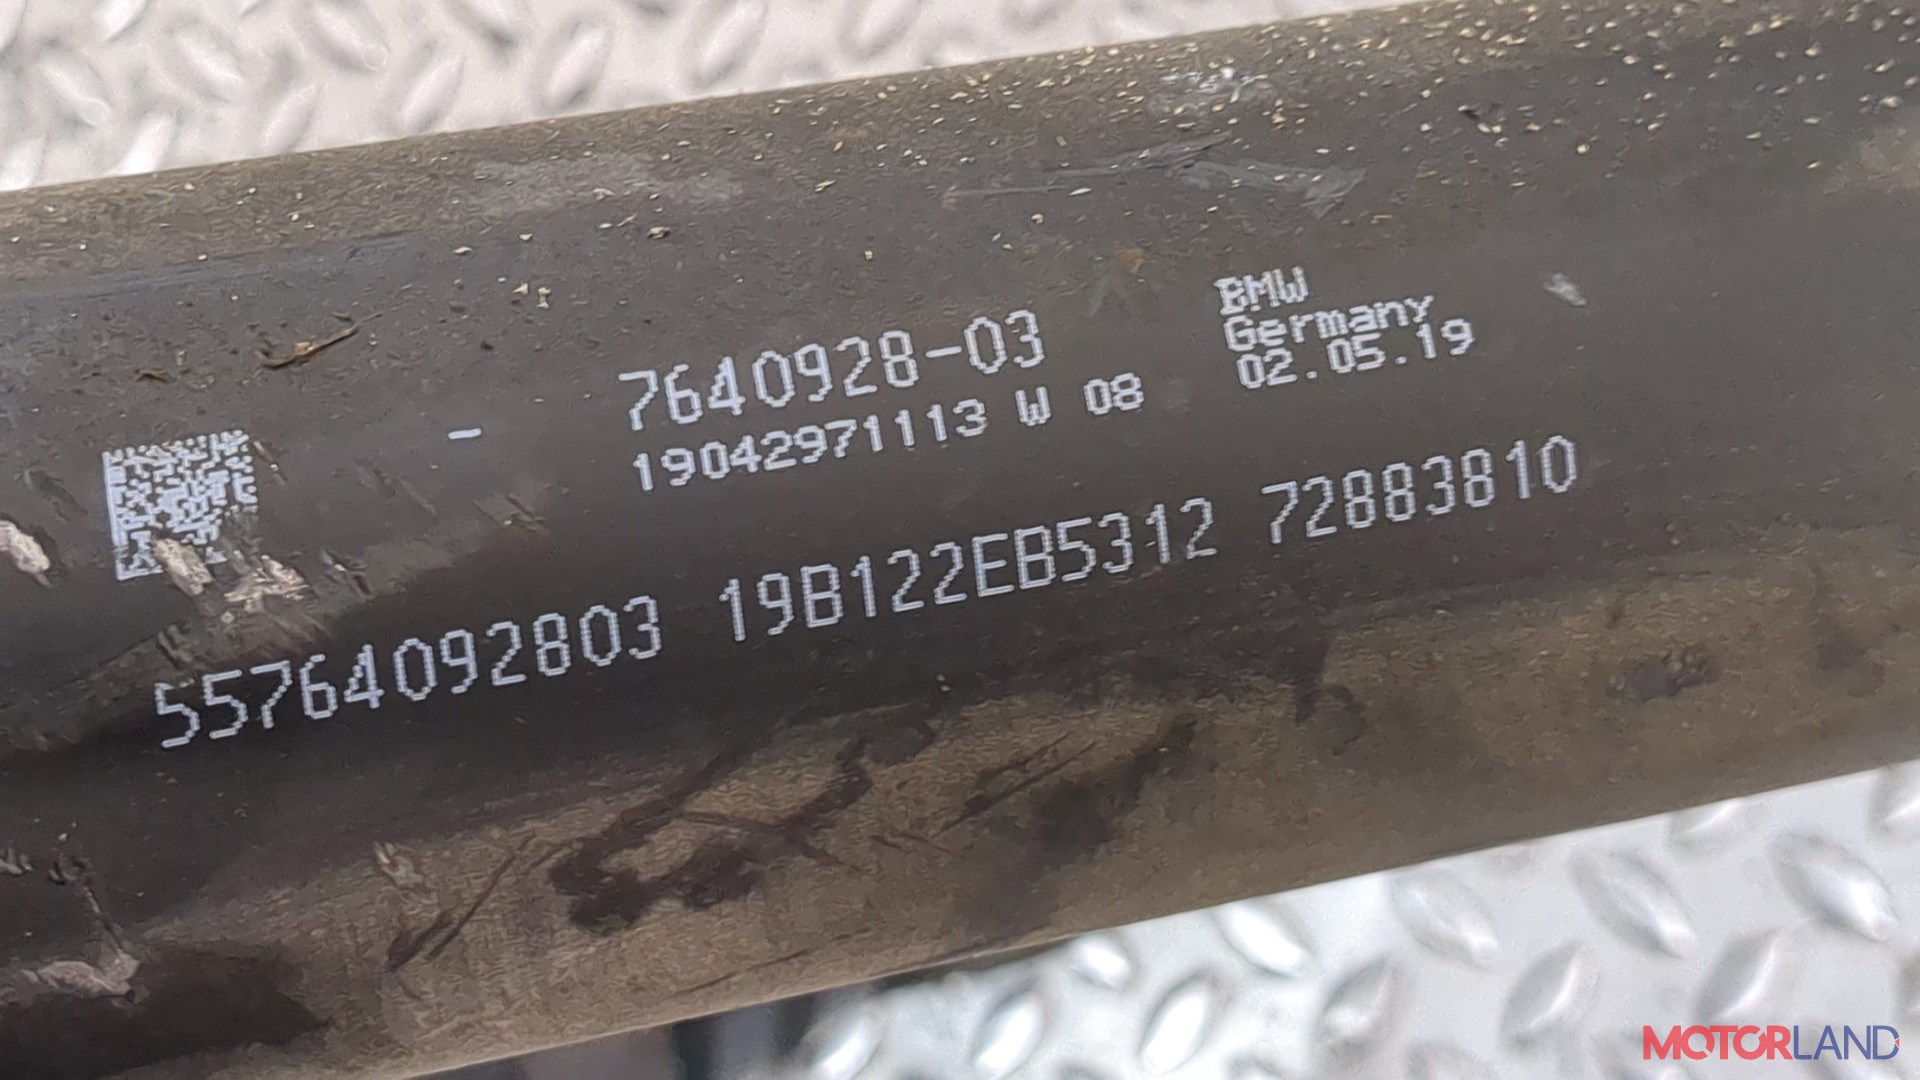 - 7640928-03
19042971113 W 08
BMW
Germany
02.05.19
55764092803 19B122EB5312 72883810
MOTORLAND